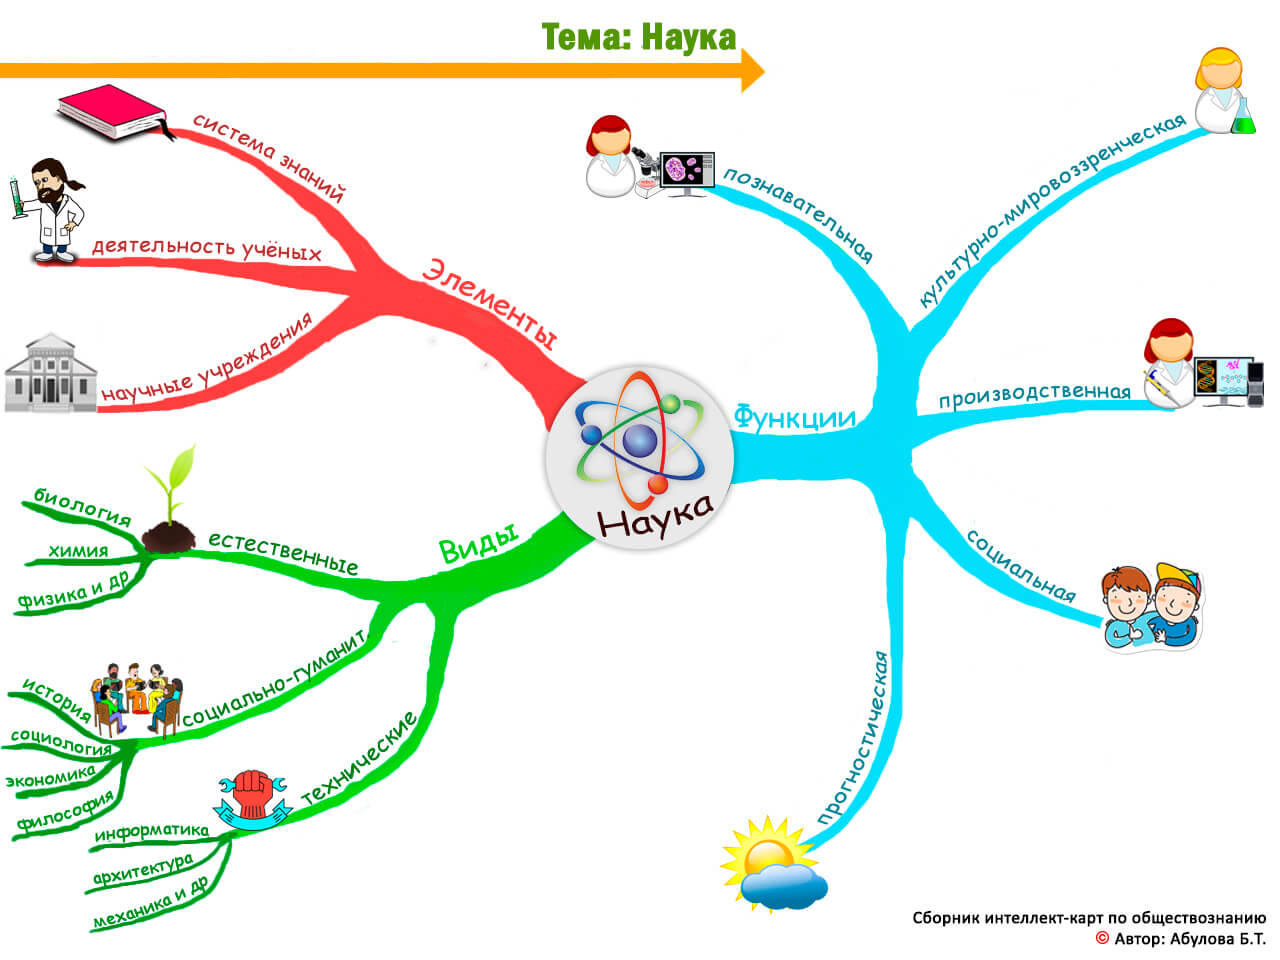 Тема: Наука
система знаний
деятельность учёных
научные учреждения
Элементы
познавательная
культурно-мировоззренческая
производственная
Функции
социальная
прогностическая
Наука
Виды
естественные
биология
химия
физика и др
социально-гуманит.
история
социология
экономика
философия
технические
информатика
архитектура
механика и др
Сборник интеллект-карт по обществознанию
© Автор: Абулова Б.Т.